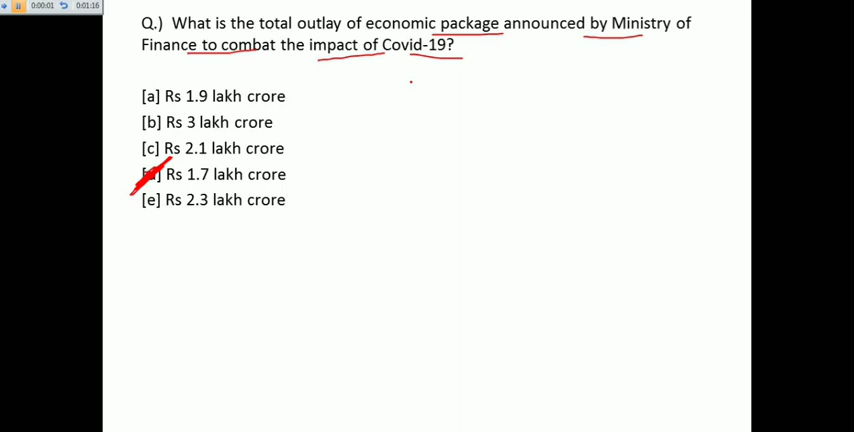 0:00:01 0:01:16
Q.) What is the total outlay of economic package announced by Ministry of
Finance to combat the impact of Covid-19?
[a] Rs 1.9 lakh crore
[b] Rs 3 lakh crore
[c] Rs 2.1 lakh crore
[d] Rs 1.7 lakh crore
[e] Rs 2.3 lakh crore